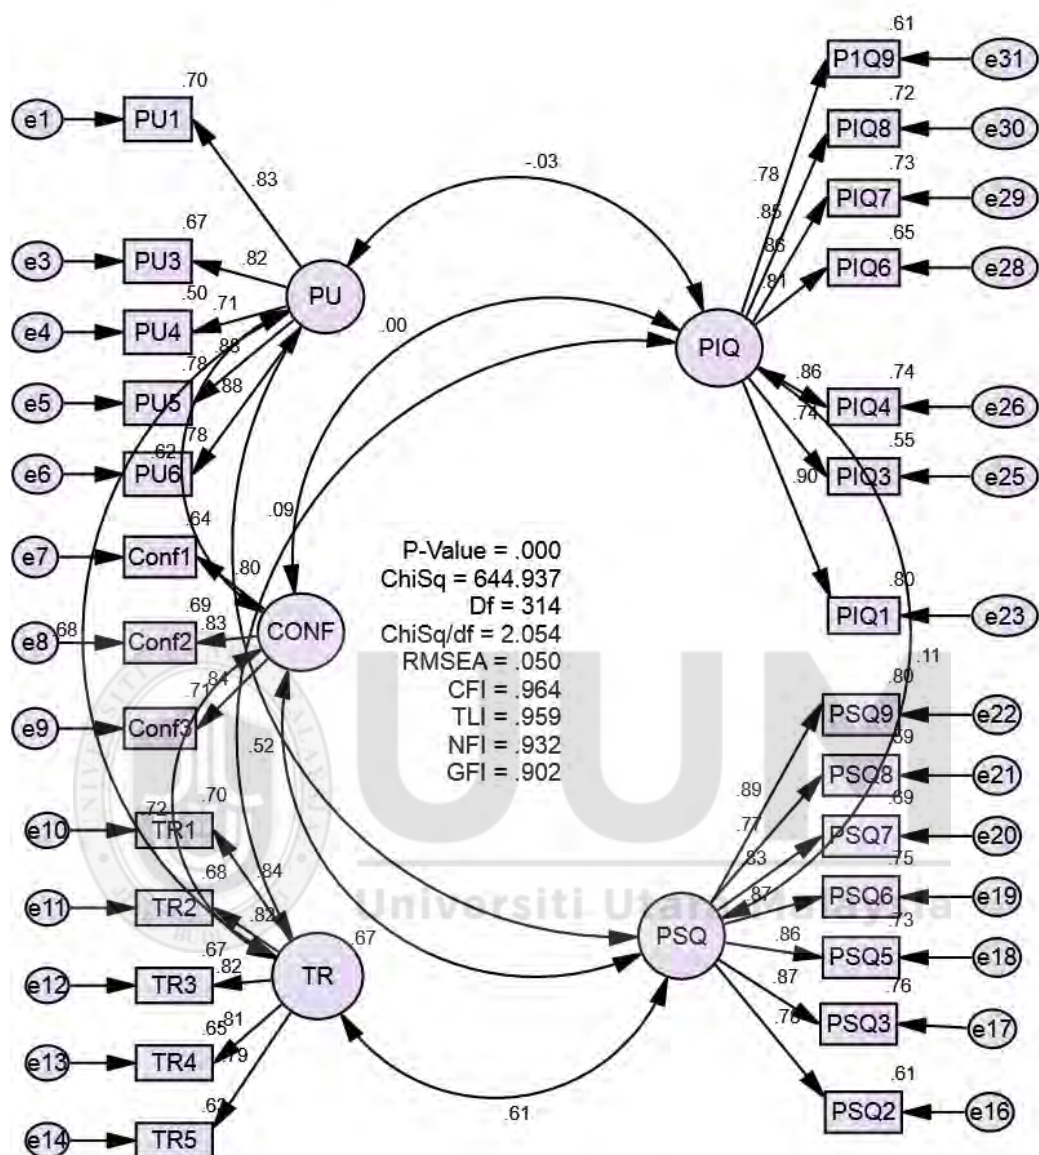 .61
e1 PU1 .70
P1Q9 e31
.72
PIQ8 e30
.73
PIQ7 e29
.65
PIQ6 e28
-.03
.78
.85
.86
.81
.83
.67
e3 PU3 .82
PU
.50 .71
e4 PU4
.00
PIQ
.88
.78
e5 PU5 .88
.86 .74
PIQ4 e26
.74 .55
.78
.62
e6 PU6
.90 PIQ3 e25
.64 .09
e7 Conf1 .80
P-Value = .000
ChiSq = 644.937
Df = 314
ChiSq/df = 2.054
RMSEA = .050
CFI = .964
TLI = .959
NFI = .932
GFI = .902
.80
PIQ1 e23
.69 .83
CONF
e8 .68 Conf2
.11
.80
.71 .84
e9 Conf3
.52
PSQ9 e22
PSQ8 e21
.69
.89
.77
PSQ7 e20
.83 .75
.70
.72
e10 TR1
.84
.68
e11 TR2 .82
UUM
Universiti Utara Malaysia
.87 PSQ6 e19
.73
PSQ
.67
.86 PSQ5 e18
.67
e12 TR3 .82
TR
.87 .76
PSQ3 e17
.81
.65
e13 TR4 .79
.61
.61
PSQ2 e16
e14 TR5